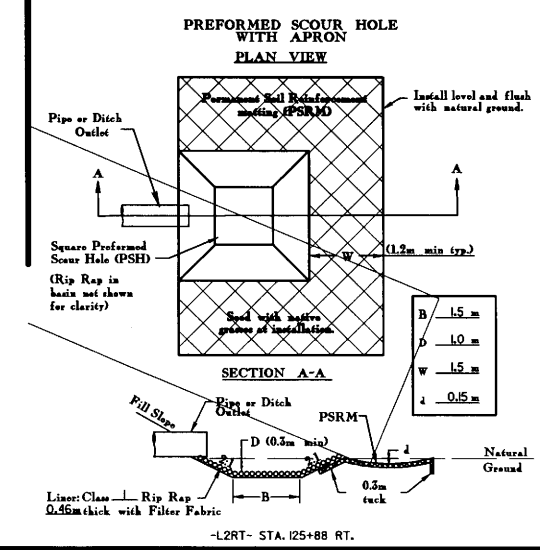 PREFORMED SCOUR HOLE
WITH APRON
PLAN VIEW
Permanent Soil Reinforcement
matting (PSRM)
Install level and flush
with natural ground.
Pipe or Ditch
Outlet
A
A
Square Preformed
Scour Hole (PSH)
(Rip Rap in
basin not shown
for clarity)
W
(1.2m min typ.)
Seed with native
grasses at installation.
B 1.5 m
D 1.0 m
W 1.5 m
d 0.15 m
SECTION A-A
Fill Slope
Pipe or Ditch
Outlet
D (0.3m min)
PSRM
d
Natural
Ground
B
0.3m
tuck
Liner: Class I Rip Rap
0.46m thick with Filter Fabric
-L2RT- STA. 125+88 RT.